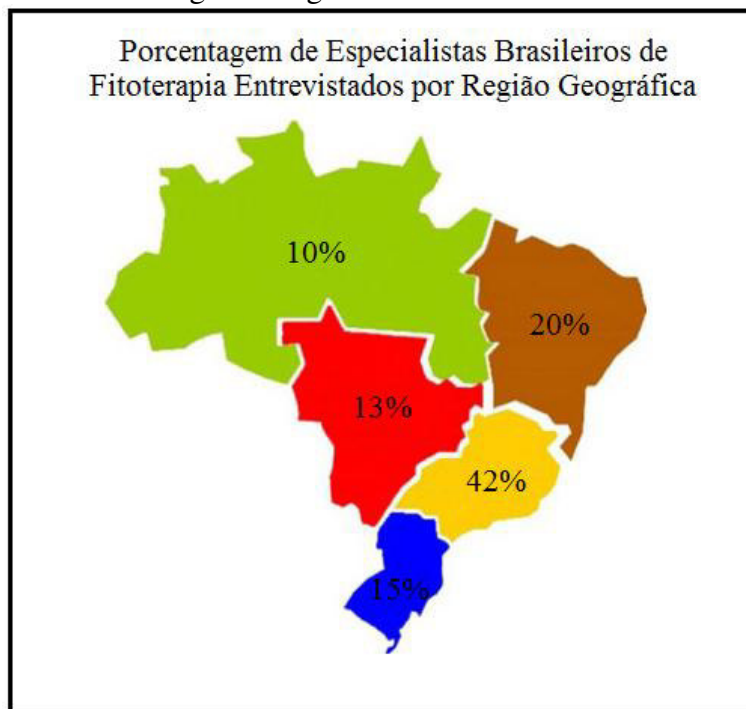 Porcentagem de Especialistas Brasileiros de
Fitoterapia Entrevistados por Região Geográfica
10%
20%
13%
42%
15%